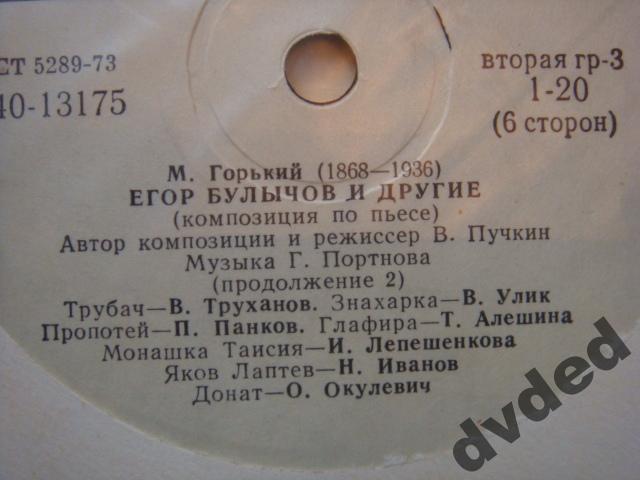 СТ 5289-73
40-13175
вторая гр-3
1-20
(6 сторон)
М. Горький (1868—1936)
ЕГОР БУЛЫЧОВ И ДРУГИЕ
(композиция по пьесе)
Автор композиции и режиссер В. Пучкин
Музыка Г. Портнова
(продолжение 2)
Трубач—В. Труханов. Знахарка—В. Улик
Пропотей—П. Панков. Глафира—Т. Алешина
Монашка Таисия—И. Лепешенкова
Яков Лаптев—Н. Иванов
Донат—О. Окулевич
dvded